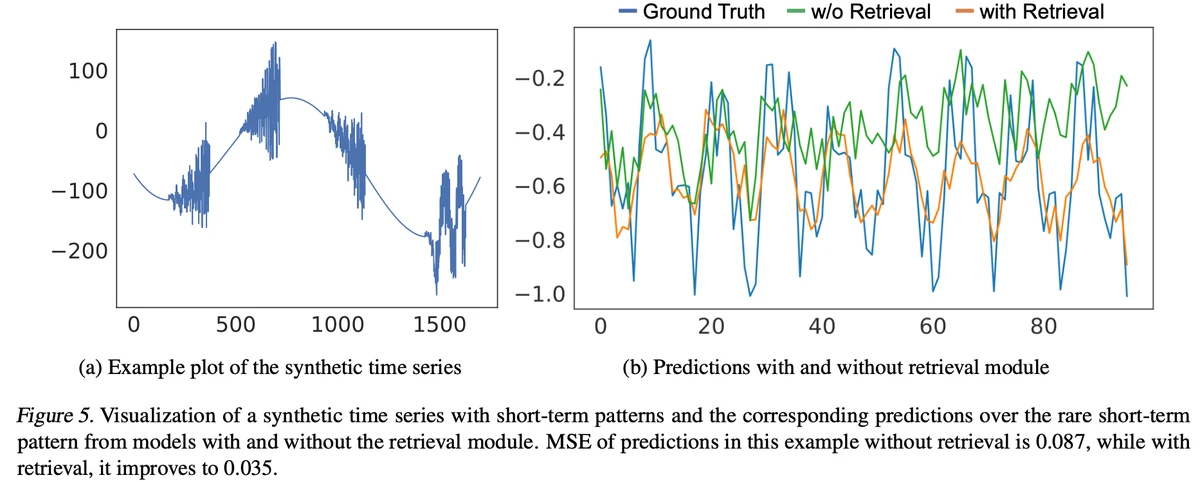 Ground Truth w/o Retrieval with Retrieval
100
0
−100
−200
0 500 1000 1500
−0.2
−0.4
−0.6
−0.8
−1.0
0 20 40 60 80
(a) Example plot of the synthetic time series
(b) Predictions with and without retrieval module
Figure 5. Visualization of a synthetic time series with short-term patterns and the corresponding predictions over the rare short-term
pattern from models with and without the retrieval module. MSE of predictions in this example without retrieval is 0.087, while with
retrieval, it improves to 0.035.